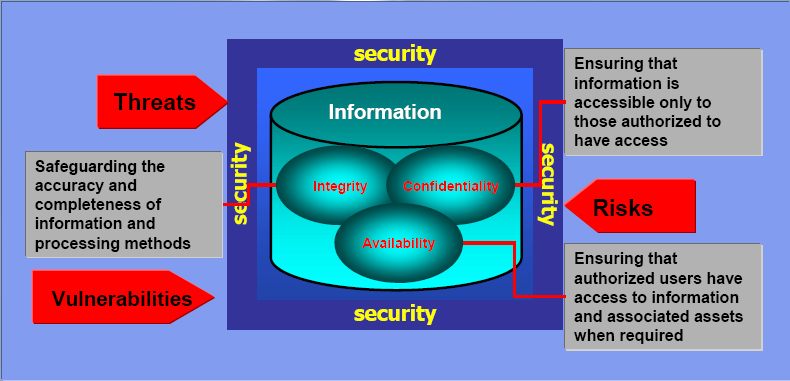 security
Threats
Information
Ensuring that
information is
accessible only to
those authorized to
have access
Safeguarding the
accuracy and
completeness of
information and
processing methods
security
Integrity
Confidentiality
security
Risks
Availability
Vulnerabilities
Ensuring that
authorized users have
access to information
and associated assets
when required
security